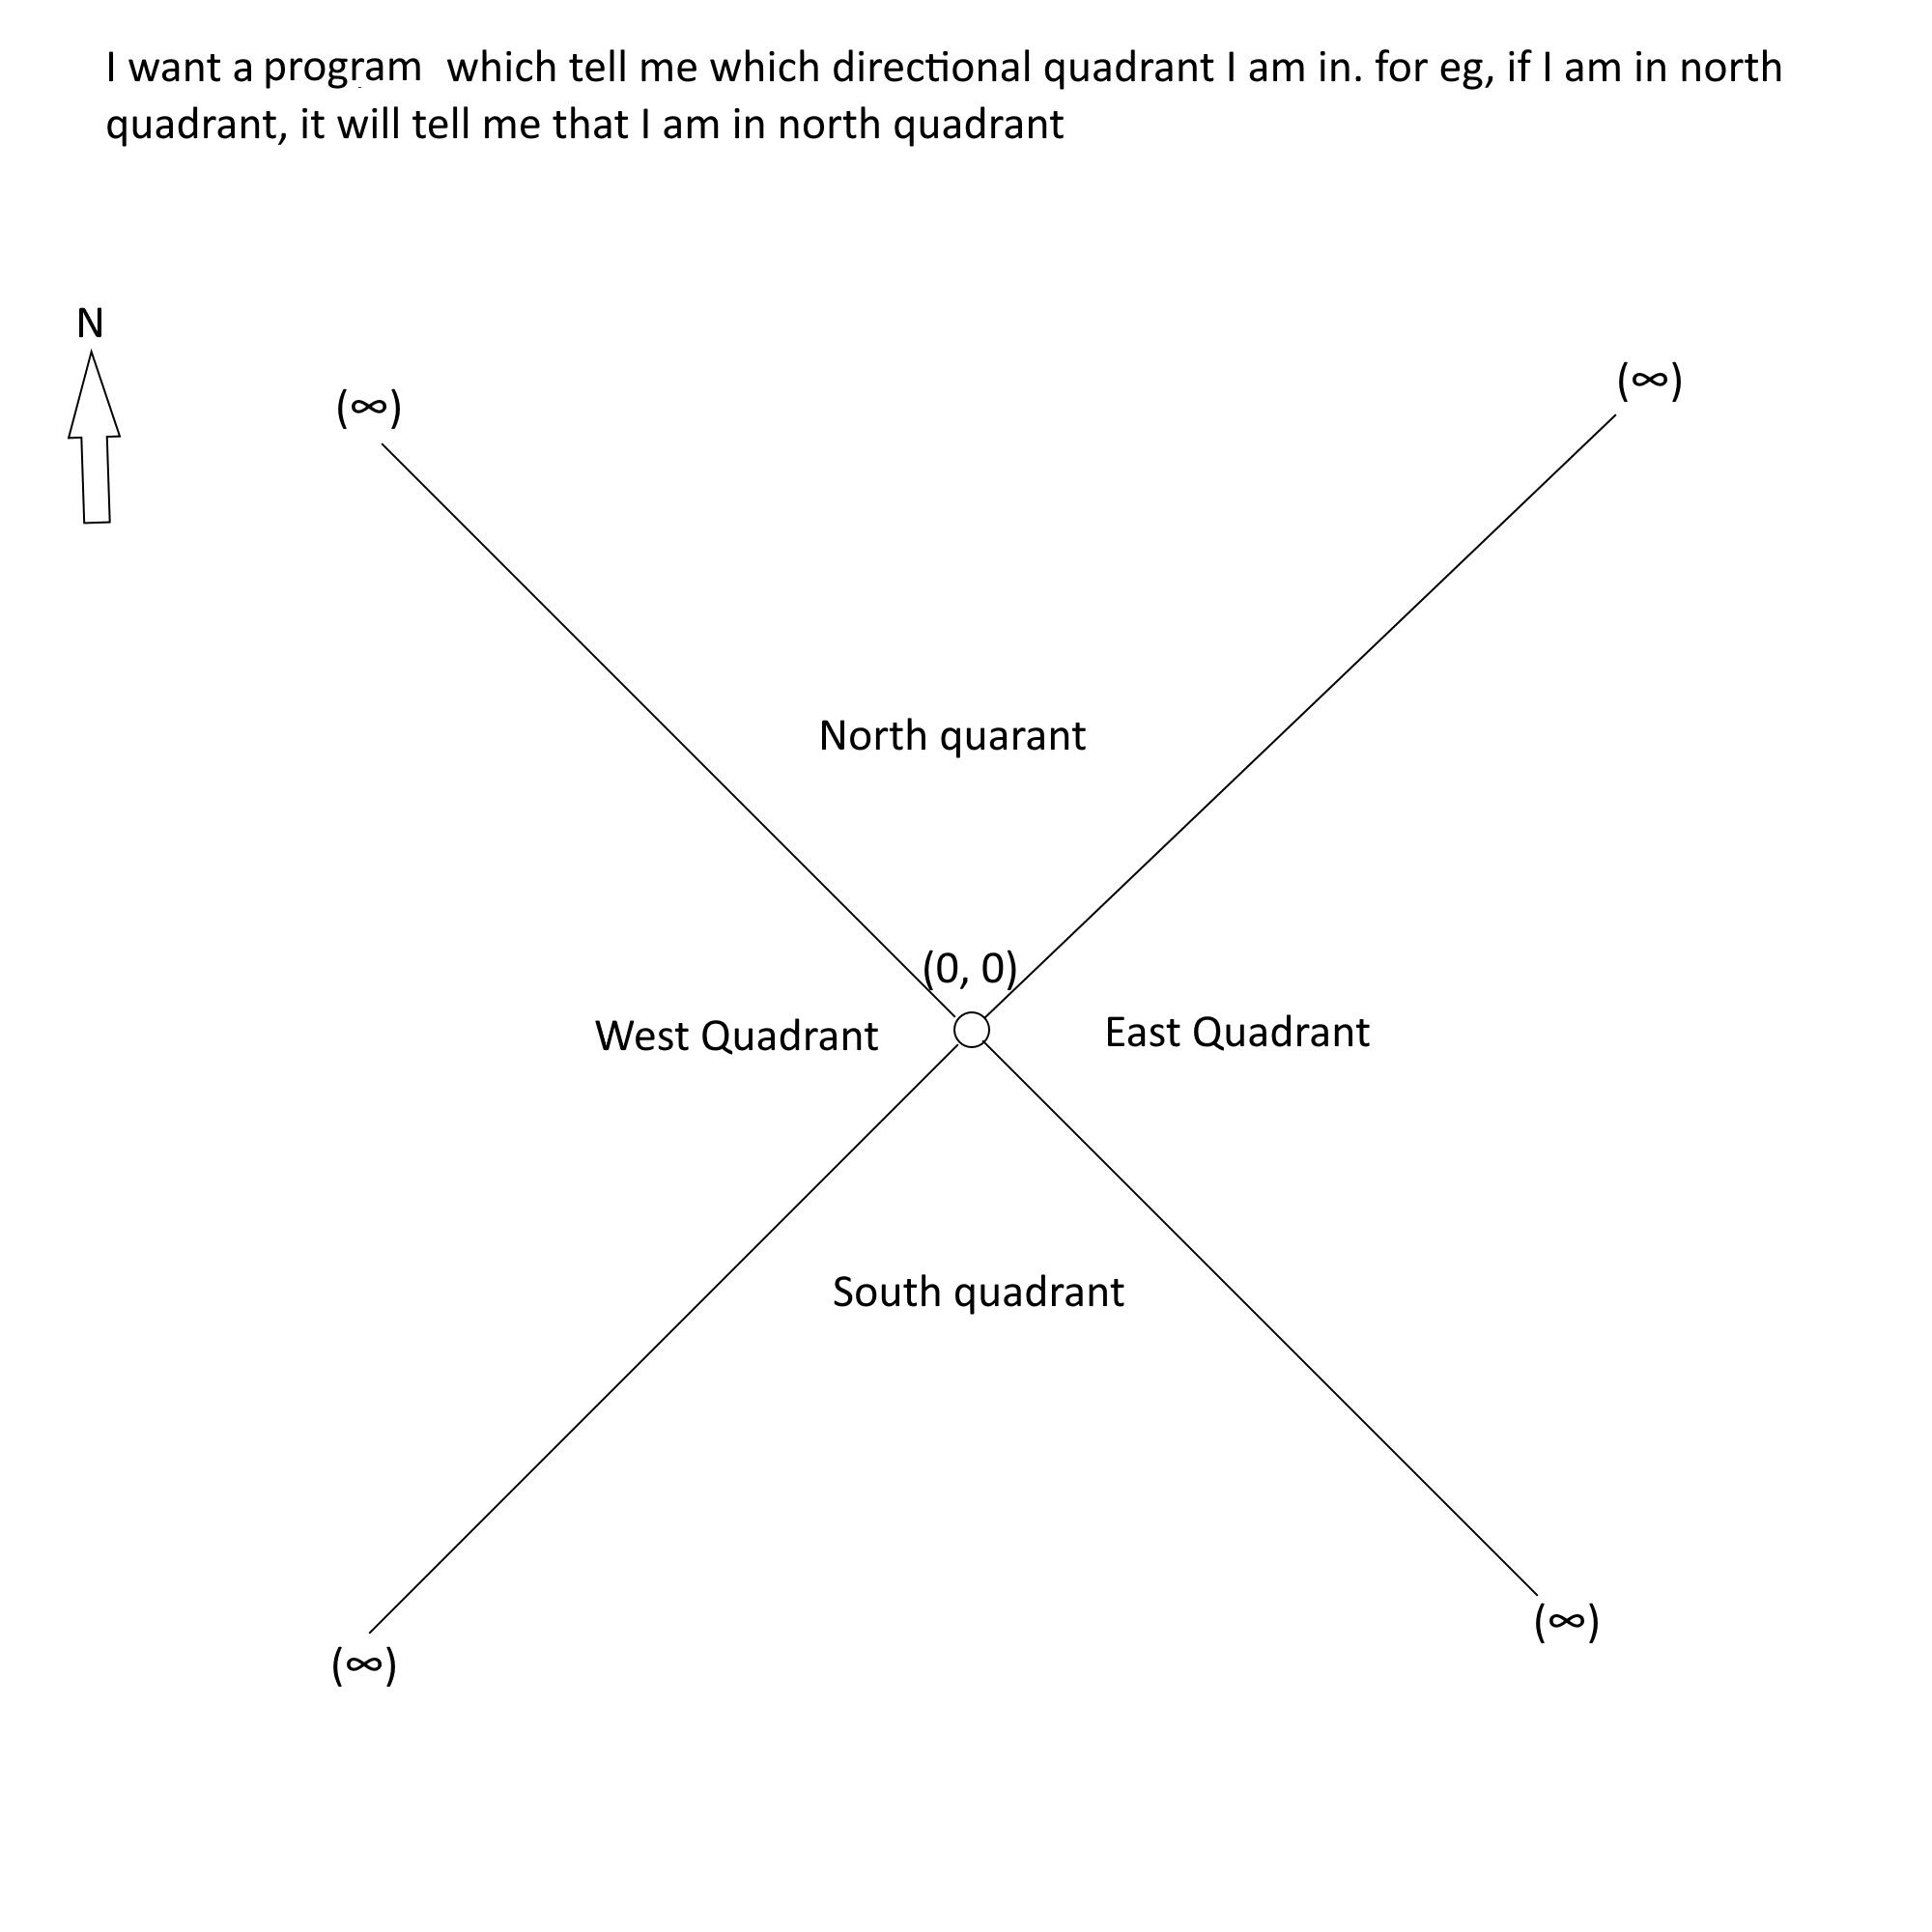 I want a program which tell me which directional quadrant I am in. for eg, if I am in north
quadrant, it will tell me that I am in north quadrant
N
(∞)
(∞)
North quarant
(0, 0)
West Quadrant
East Quadrant
South quadrant
(∞)
(∞)